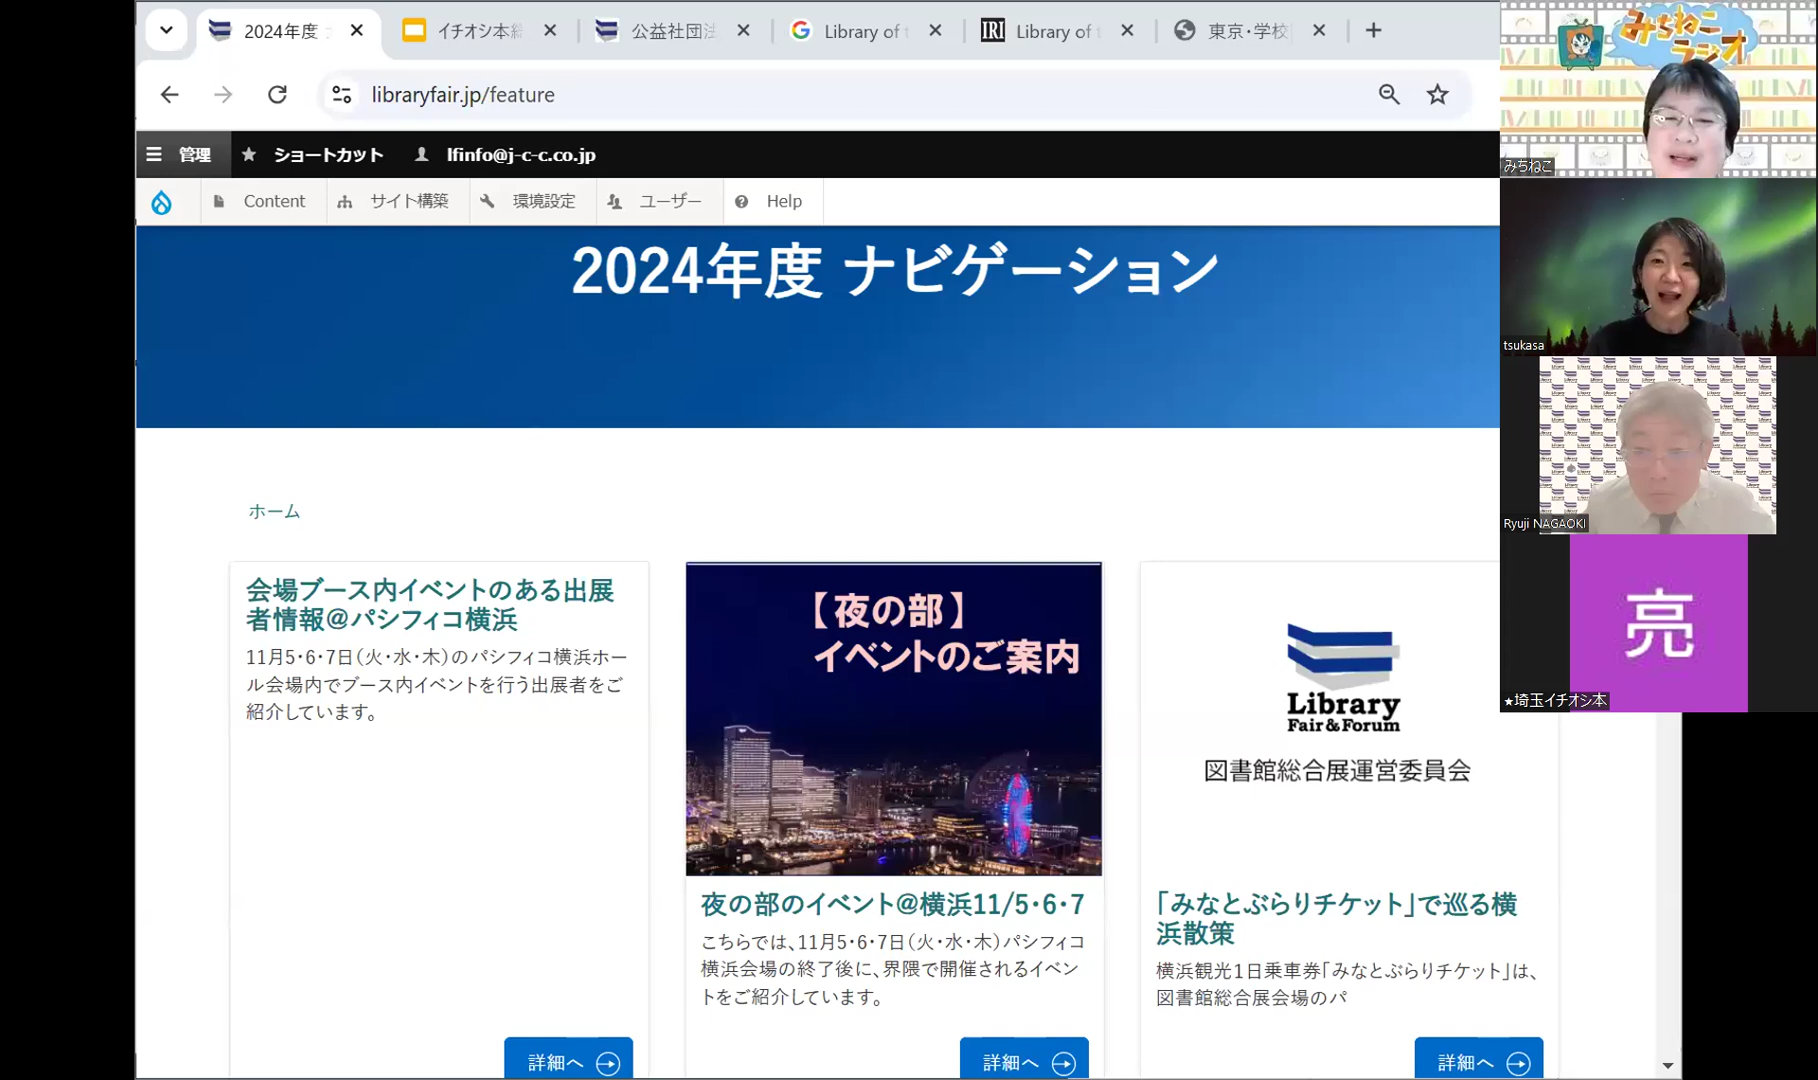 2024年度
イチオシ本
公益社団法
Library of
Library of
東京・学校
libraryfair.jp/feature
管理
ショートカット
lfinfo@j-c-c.co.jp
Content
サイト構築
環境設定
ユーザー
Help
2024年度 ナビゲーション
ホーム
会場ブース内イベントのある出展
者情報@パシフィコ横浜
11月5・6・7日(火・水・木)のパシフィコ横浜ホー
ル会場内でブース内イベントを行う出展者をご
紹介しています。
詳細へ
【夜の部】
イベントのご案内
夜の部のイベント@横浜11/5・6・7
こちらでは、11月5・6・7日(火・水・木)パシフィコ
横浜会場の終了後に、界隈で開催されるイベン
トをご紹介しています。
詳細へ
Library
Fair & Forum
図書館総合展運営委員会
「みなとぶらりチケット」で巡る横
浜散策
横浜観光1日乗車券「みなとぶらりチケット」は、
図書館総合展会場のパ
詳細へ
みちねこ
ラジオ
みちねこ
tsukasa
Ryuji NAGAOKI
亮
★埼玉イチオシ本